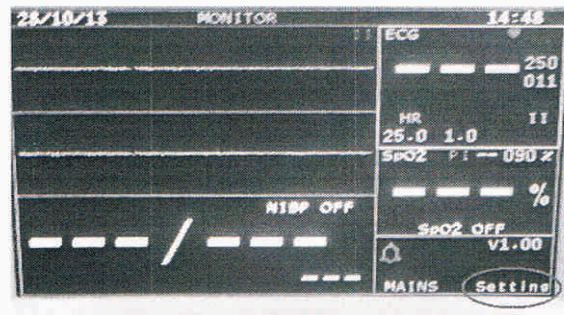 28/10/13 MONITOR 14:48
II ECG
--- 250
011
HR II
25.0 1.0
SpO2 PI -- 090 %
--- %
SpO2 OFF
NIBP OFF
--- / ---
---
V1.00
MAINS Setting